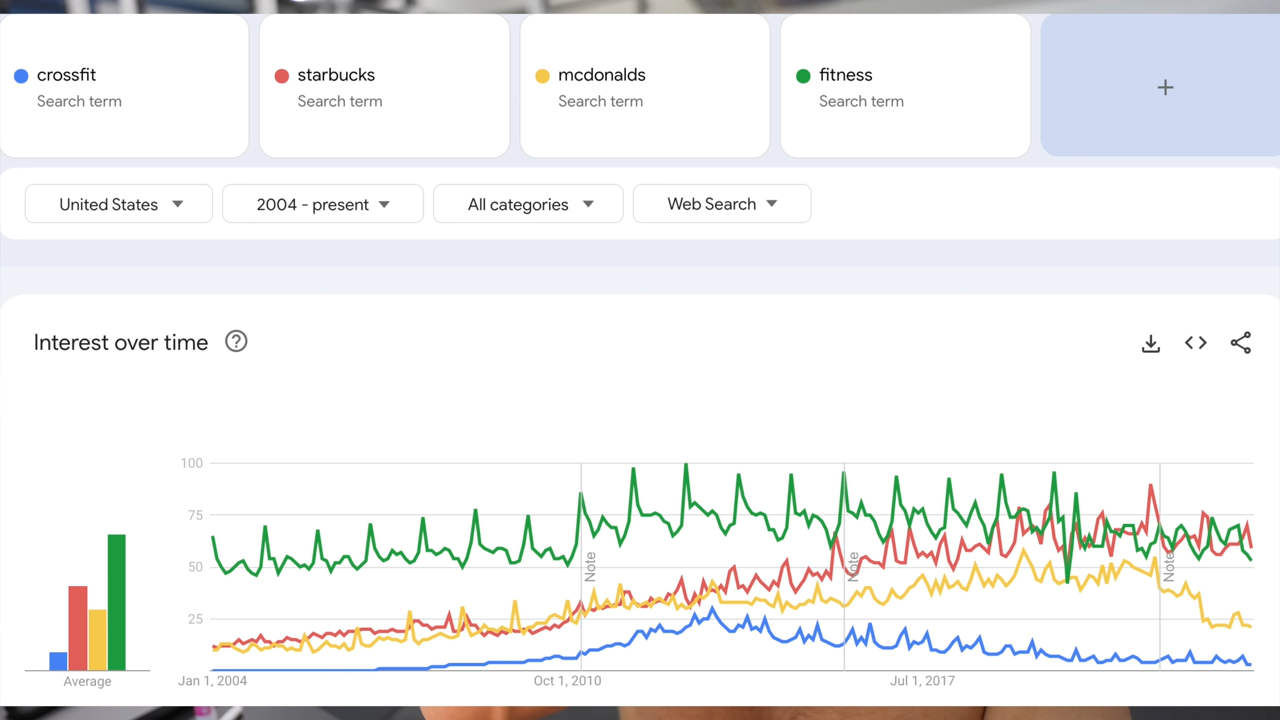 crossfit
Search term
starbucks
Search term
mcdonalds
Search term
fitness
Search term
+
United States
2004 - present
All categories
Web Search
Interest over time
?
100
75
50
25
Note
Note
Note
Average
Jan 1, 2004
Oct 1, 2010
Jul 1, 2017